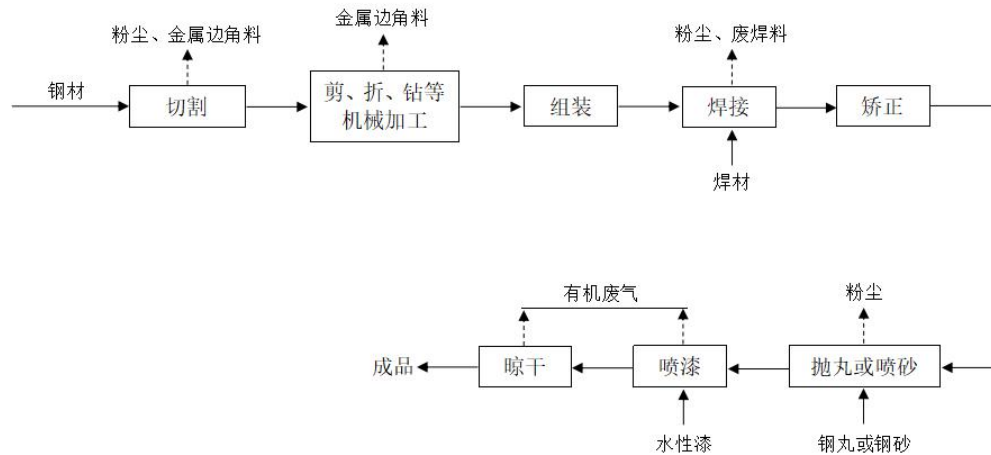 粉尘、金属边角料
金属边角料
粉尘、废焊料
钢材
切割
剪、折、钻等
机械加工
组装
焊接
矫正
焊材
有机废气
粉尘
成品
晾干
喷漆
抛丸或喷砂
水性漆
钢丸或钢砂